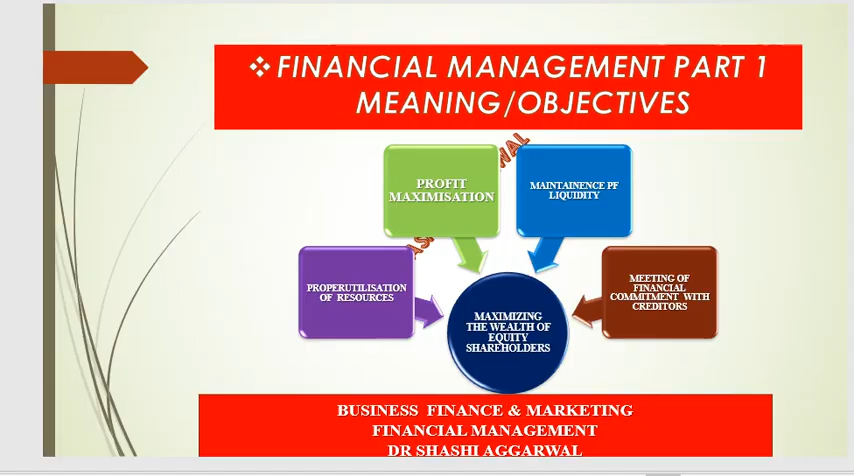 ❖FINANCIAL MANAGEMENT PART 1
MEANING/OBJECTIVES
PROFIT
MAXIMISATION
MAINTAINENCE PF
LIQUIDITY
PROPERUTILISATION
OF RESOURCES
MEETING OF
FINANCIAL
COMMITMENT WITH
CREDITORS
MAXIMIZING
THE WEALTH OF
EQUITY
SHAREHOLDERS
BUSINESS FINANCE & MARKETING
FINANCIAL MANAGEMENT
DR SHASHI AGGARWAL